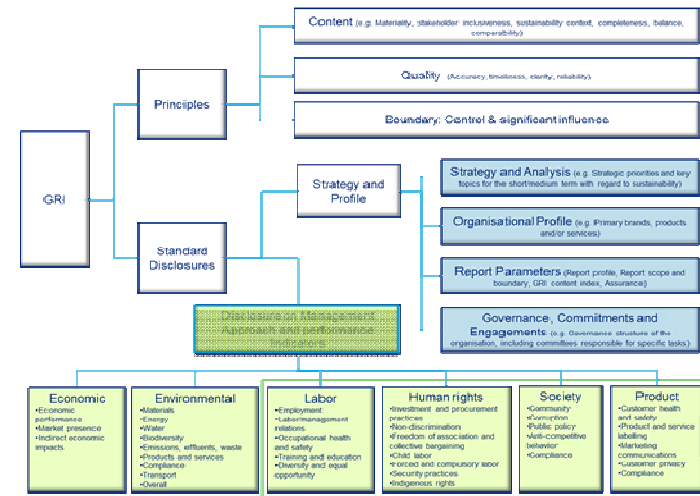 Content (e.g. Materiality, stakeholder inclusiveness, sustainability context, completeness, balance,
comparability)
Quality (Accuracy, timeliness, clarity, reliability).
Principles
Boundary: Control & significant influence
GRI
Strategy and
Profile
Strategy and Analysis (e.g. Strategic priorities and key
topics for the short/medium term with regard to sustainability)
Organisational Profile (e.g. Primary brands, products
and/or services)
Standard
Disclosures
Report Parameters (Report profile, Report scope and
boundary, GRI content index, Assurance)
Disclosure on Management
Approach and performance
Indicators
Governance, Commitments and
Engagements (e.g. Governance structure of the
organisation, including committees responsible for specific tasks)
Economic
•Economic
performance
•Market presence
•Indirect economic
impacts
Environmental
•Materials
•Energy
•Water
•Biodiversity
•Emissions, effluents, waste
•Products and services
•Compliance
•Transport
•Overall
Labor
•Employment
•Labor/management
relations
•Occupational health
and safety
•Training and education
•Diversify and equal
opportunity
Human rights
•Investment and procurement
practices
•Non-discrimination
•Freedom of association and
collective bargaining
•Child labor
•Forced and compulsory labor
•Security practices
•Indigenous rights
Society
•Community
•Corruption
•Public policy
•Anti-competitive
behavior
•Compliance
Product
•Customer health
and safety
•Product and service
labelling
•Marketing
communications
•Customer privacy
•Compliance